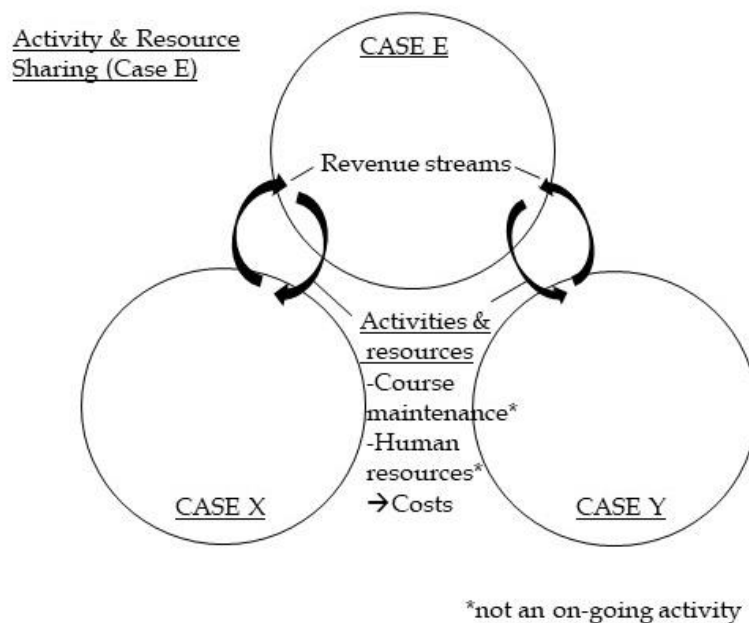 Activity & Resource
Sharing (Case E)
CASE E
Revenue streams
Activities &
resources
-Course
maintenance*
-Human
resources*
→Costs
CASE X
CASE Y
*not an on-going activity